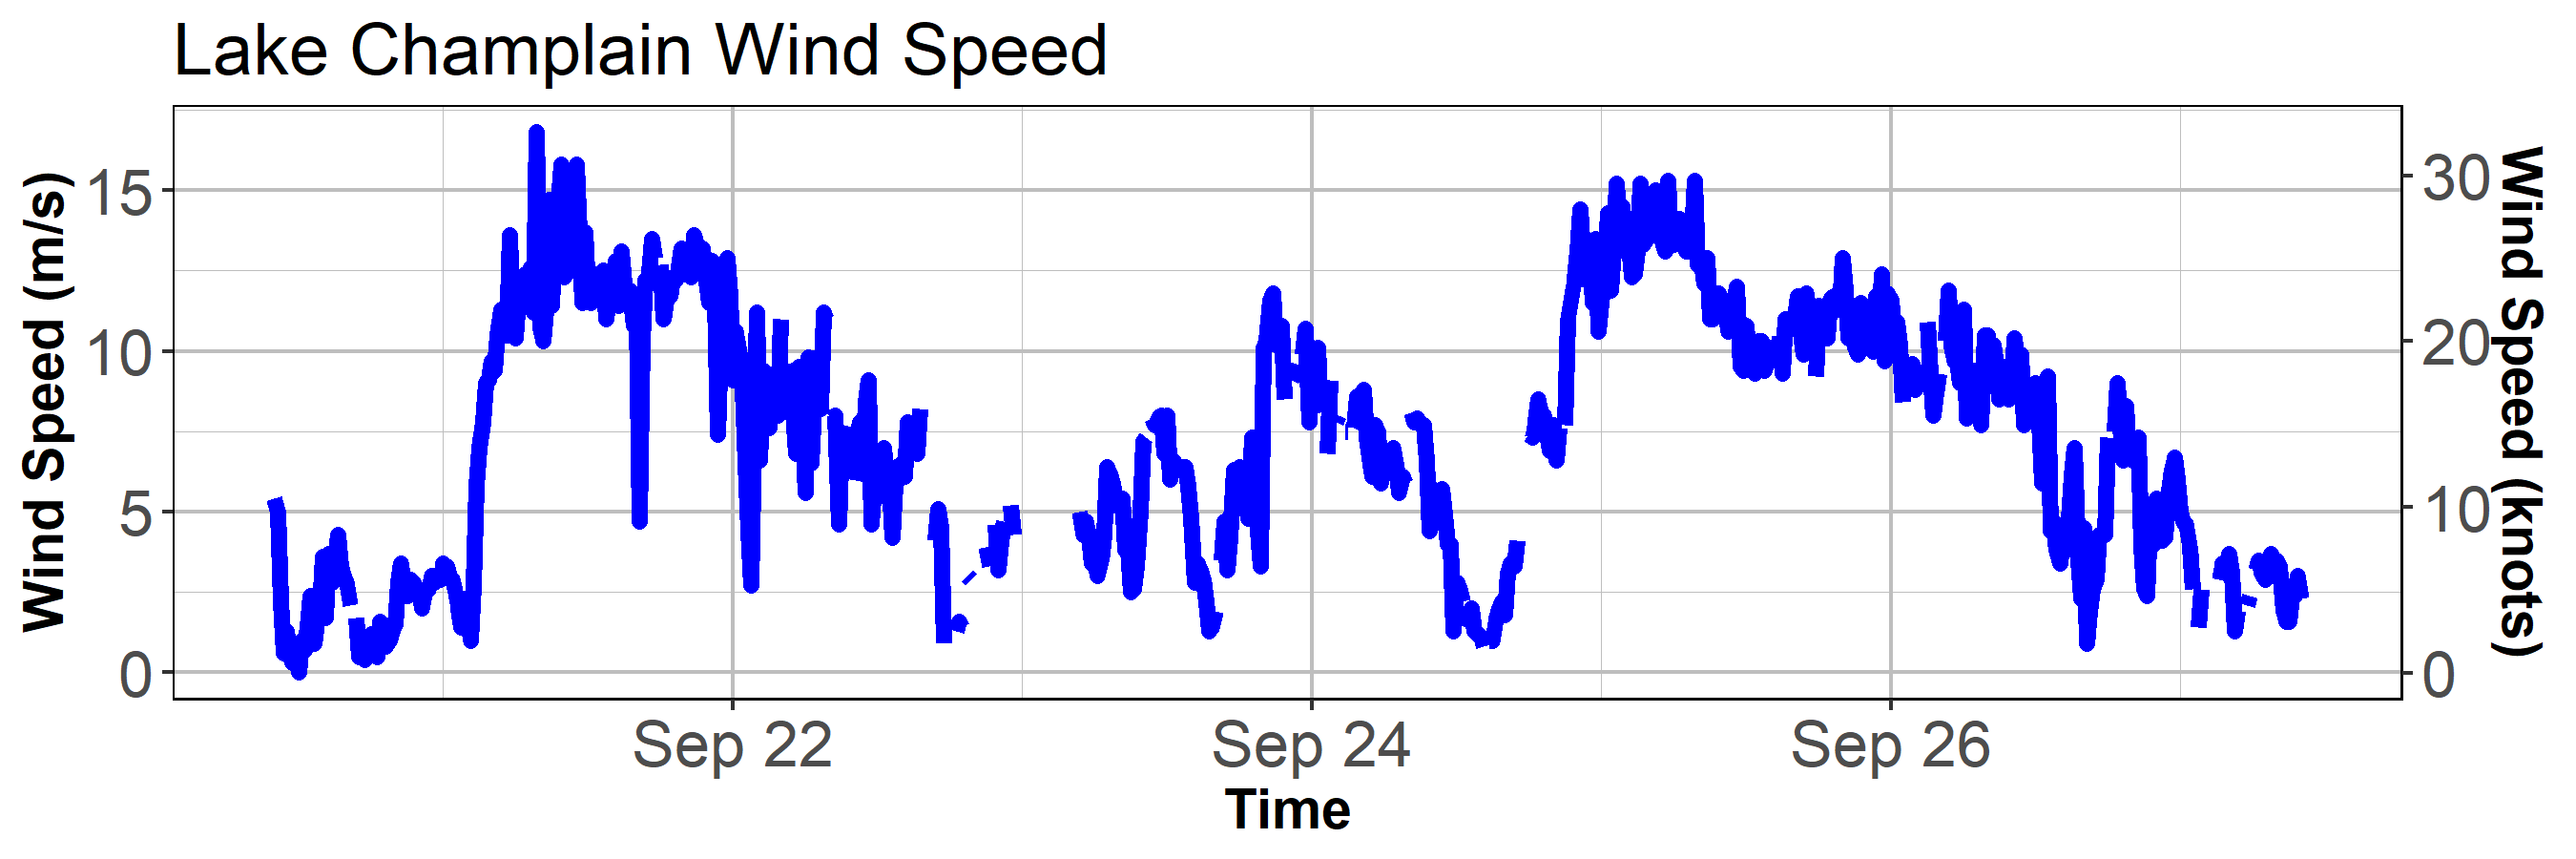 Lake Champlain Wind Speed
Wind Speed (m/s)
15
10
5
0
30
20
10
0
Wind Speed (knots)
Sep 22
Sep 24
Sep 26
Time